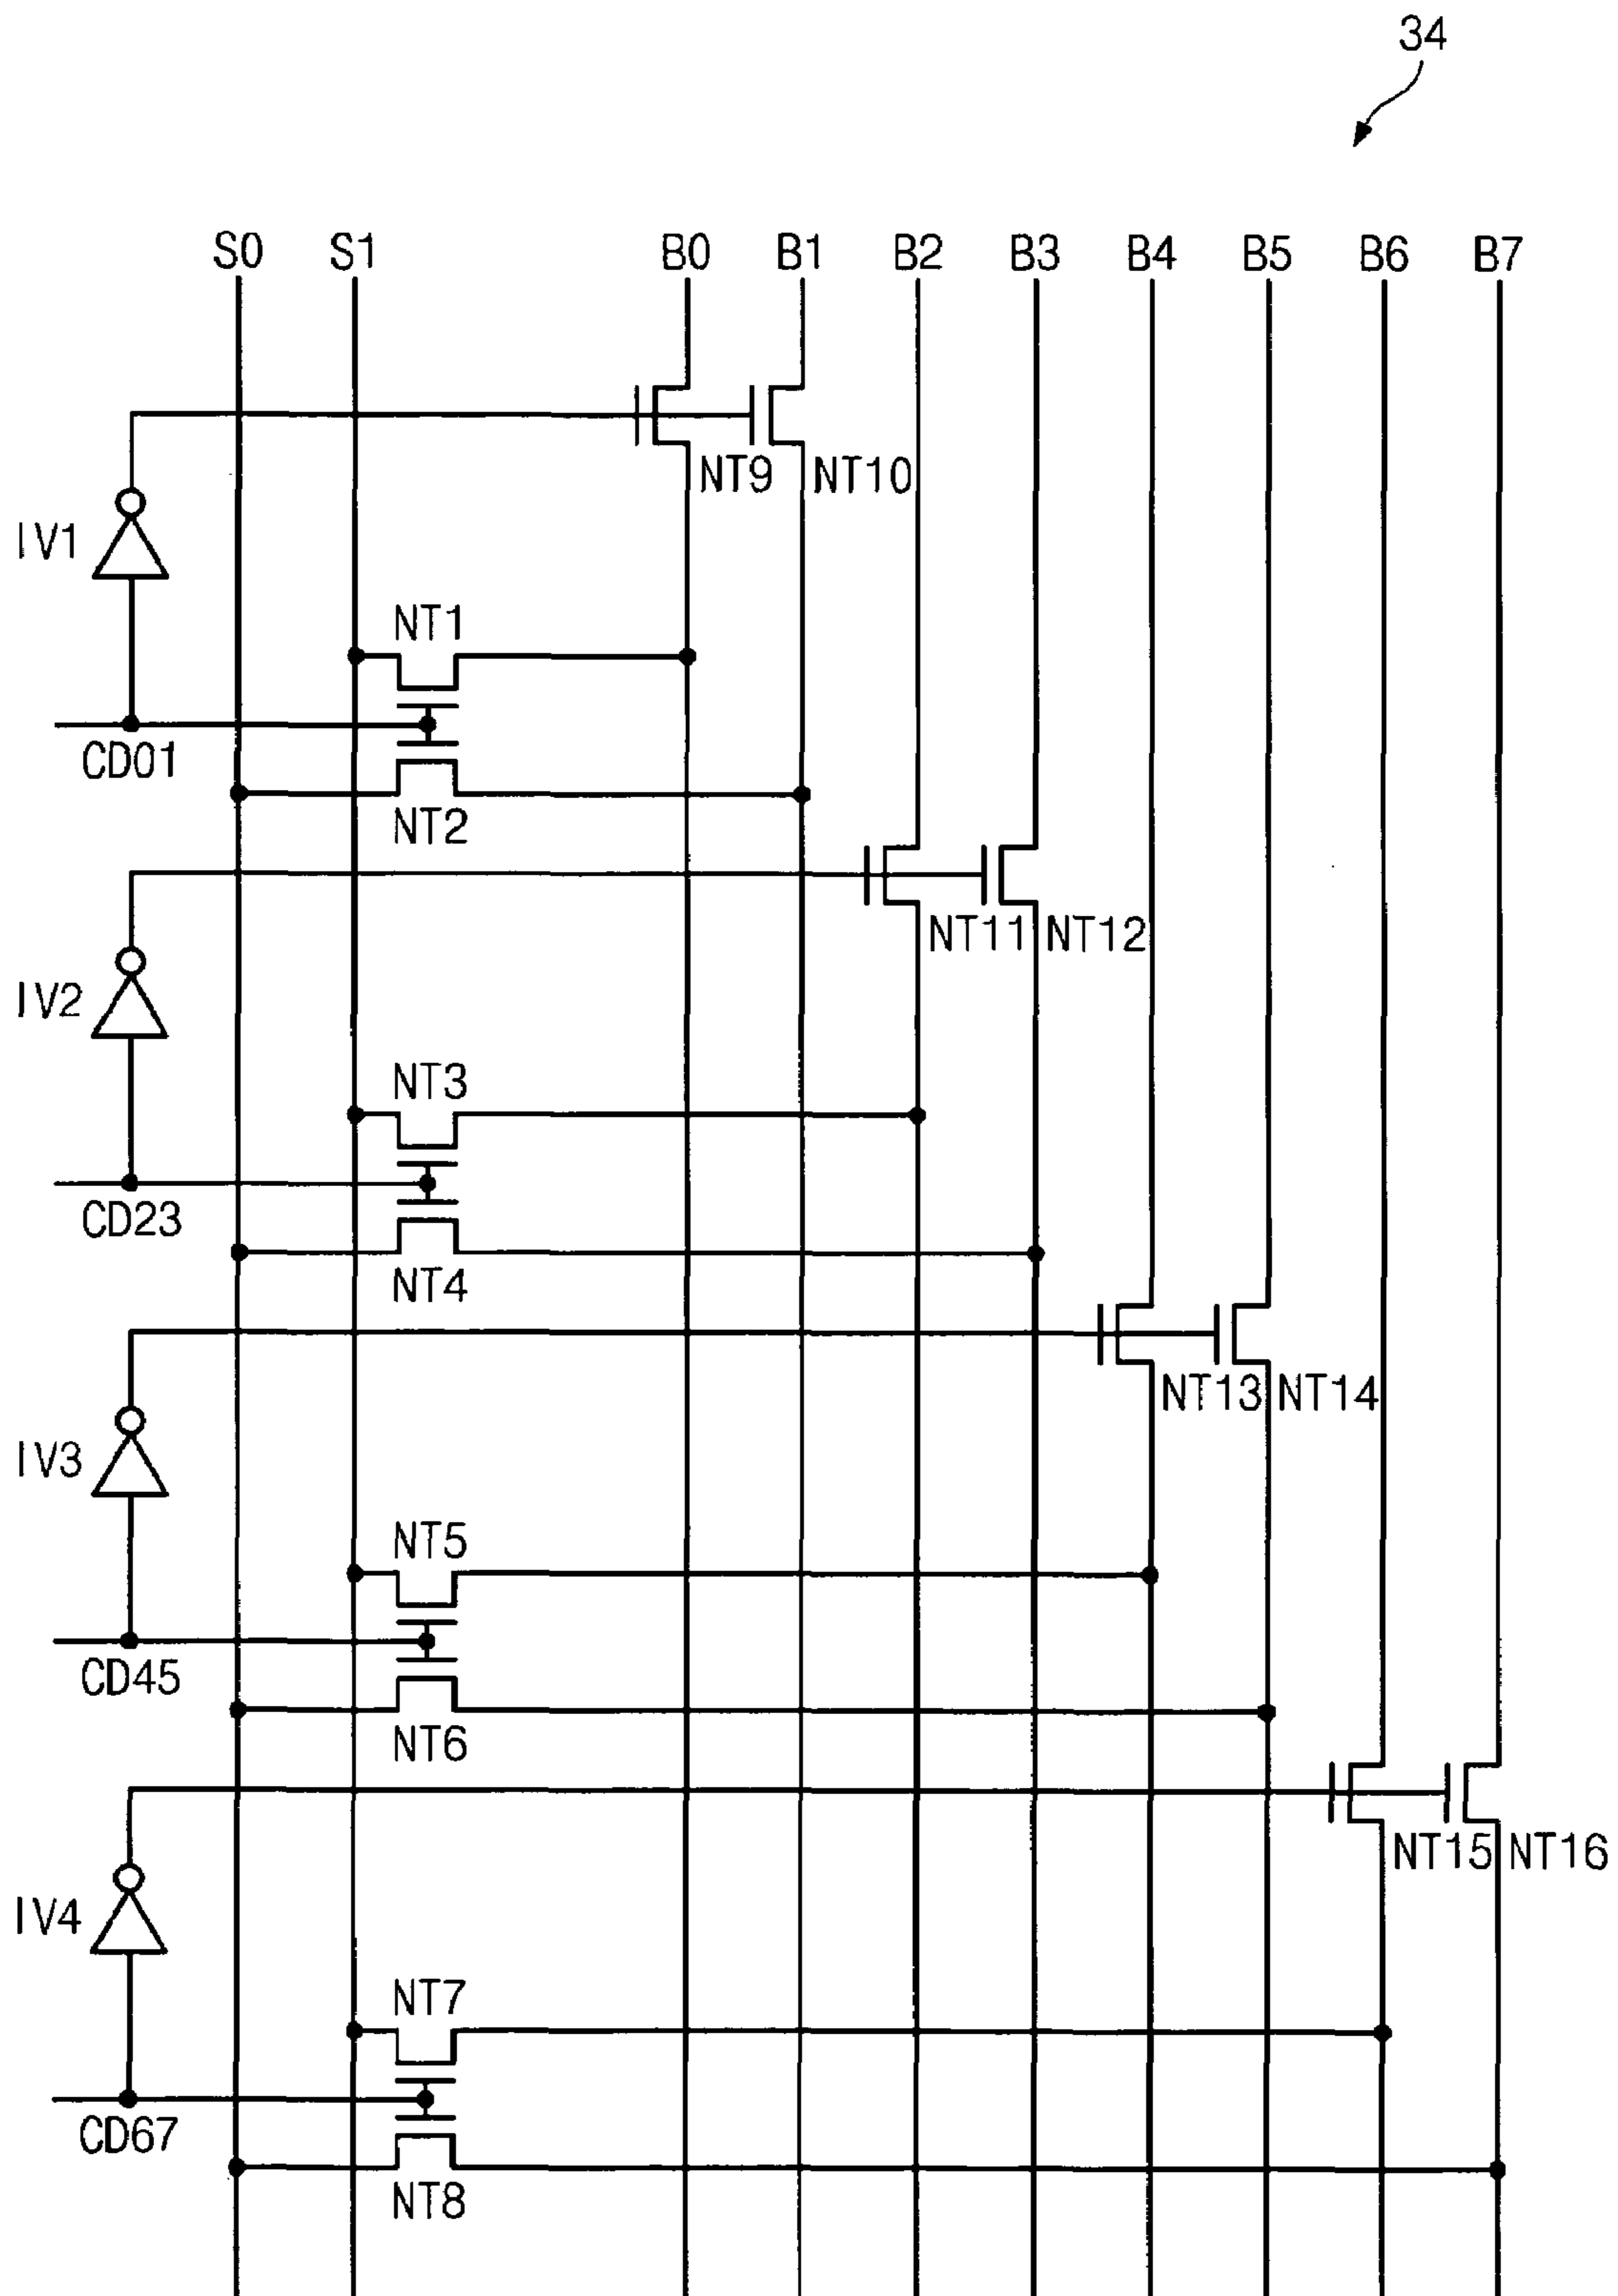 34
S0 S1 B0 B1 B2 B3 B4 B5 B6 B7
NT9 NT10
IV1
NT1
CD01
NT2
NT11 NT12
IV2
NT3
CD23
NT4
NT13 NT14
IV3
NT5
CD45
NT6
NT15 NT16
IV4
NT7
CD67
NT8